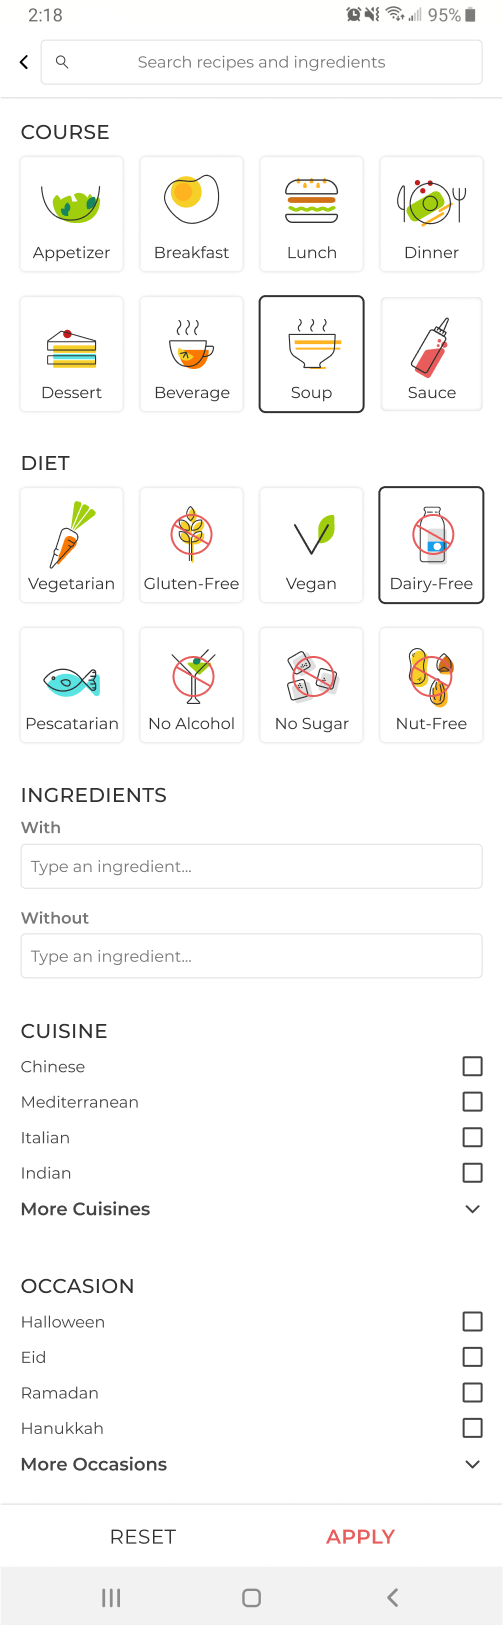 2:18
95%
Search recipes and ingredients
COURSE
Appetizer
Breakfast
Lunch
Dinner
Dessert
Beverage
Soup
Sauce
DIET
Vegetarian
Gluten-Free
Vegan
Dairy-Free
Pescatarian
No Alcohol
No Sugar
Nut-Free
INGREDIENTS
With
Type an ingredient...
Without
Type an ingredient...
CUISINE
Chinese
Mediterranean
Italian
Indian
More Cuisines
OCCASION
Halloween
Eid
Ramadan
Hanukkah
More Occasions
RESET
APPLY